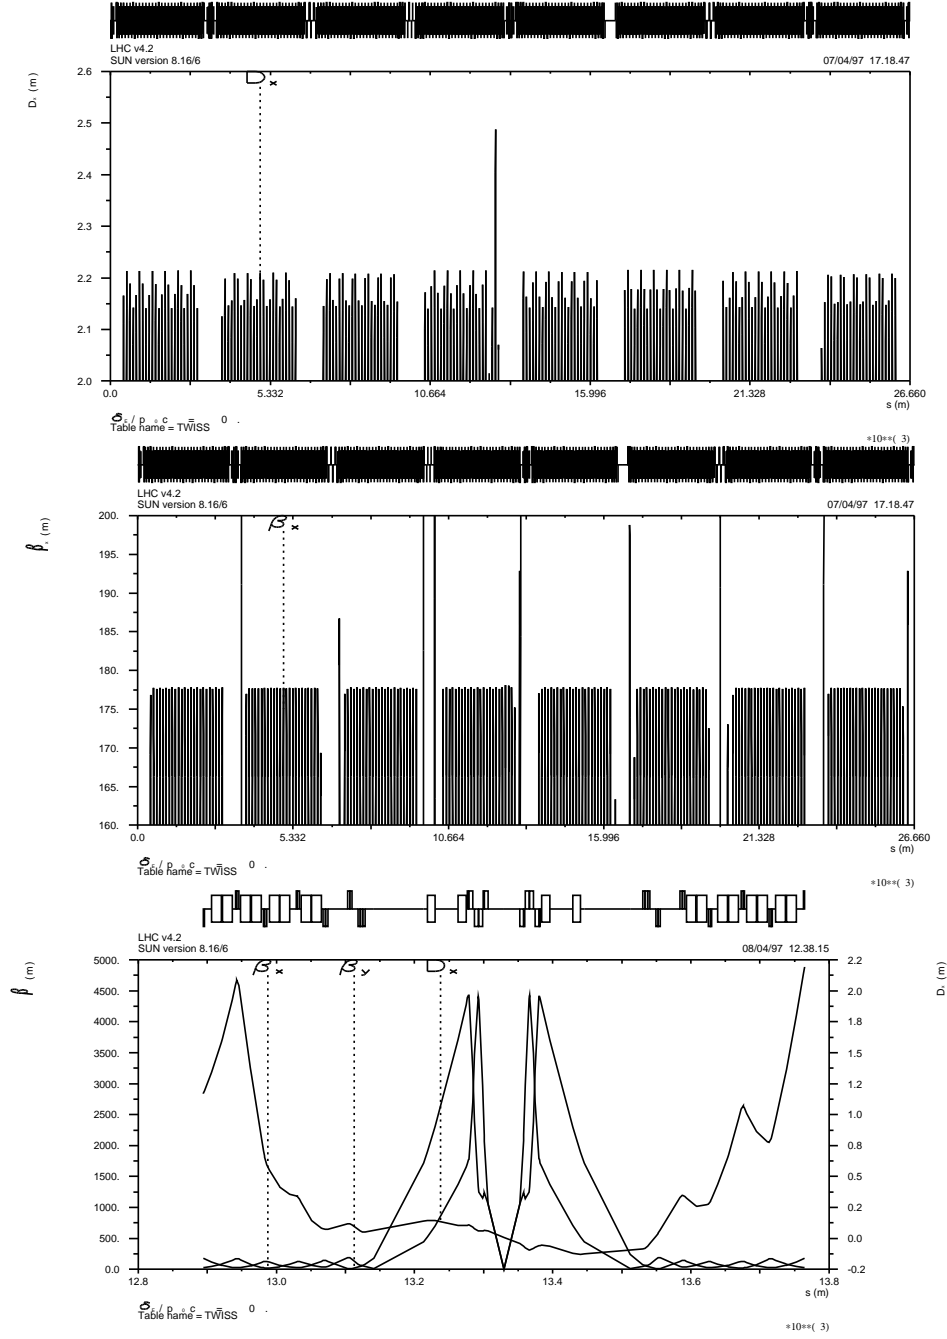 LHC v4.2
SUN version 8.16/6 07/04/97 17.18.47
D (m)
2.6
2.5
2.4
2.3
2.2
2.1
2.0
D x
0.0 5.332 10.664 15.996 21.328 26.660
s (m)
/ p c = 0 .
Table name = TWISS
*10**( 3)
LHC v4.2
SUN version 8.16/6 07/04/97 17.18.47
β (m)
200.
195.
190.
185.
180.
175.
170.
165.
160.
β x
0.0 5.332 10.664 15.996 21.328 26.660
s (m)
/ p c = 0 .
Table name = TWISS
*10**( 3)
LHC v4.2
SUN version 8.16/6 08/04/97 12.38.15
β (m)
5000.
4500.
4000.
3500.
3000.
2500.
2000.
1500.
1000.
500.
0.0
β x β y D x
D (m)
2.2
2.0
1.8
1.5
1.2
1.0
0.8
0.5
0.2
0.0
-0.2
12.8 13.0 13.2 13.4 13.6 13.8
s (m)
/ p c = 0 .
Table name = TWISS
*10**( 3)